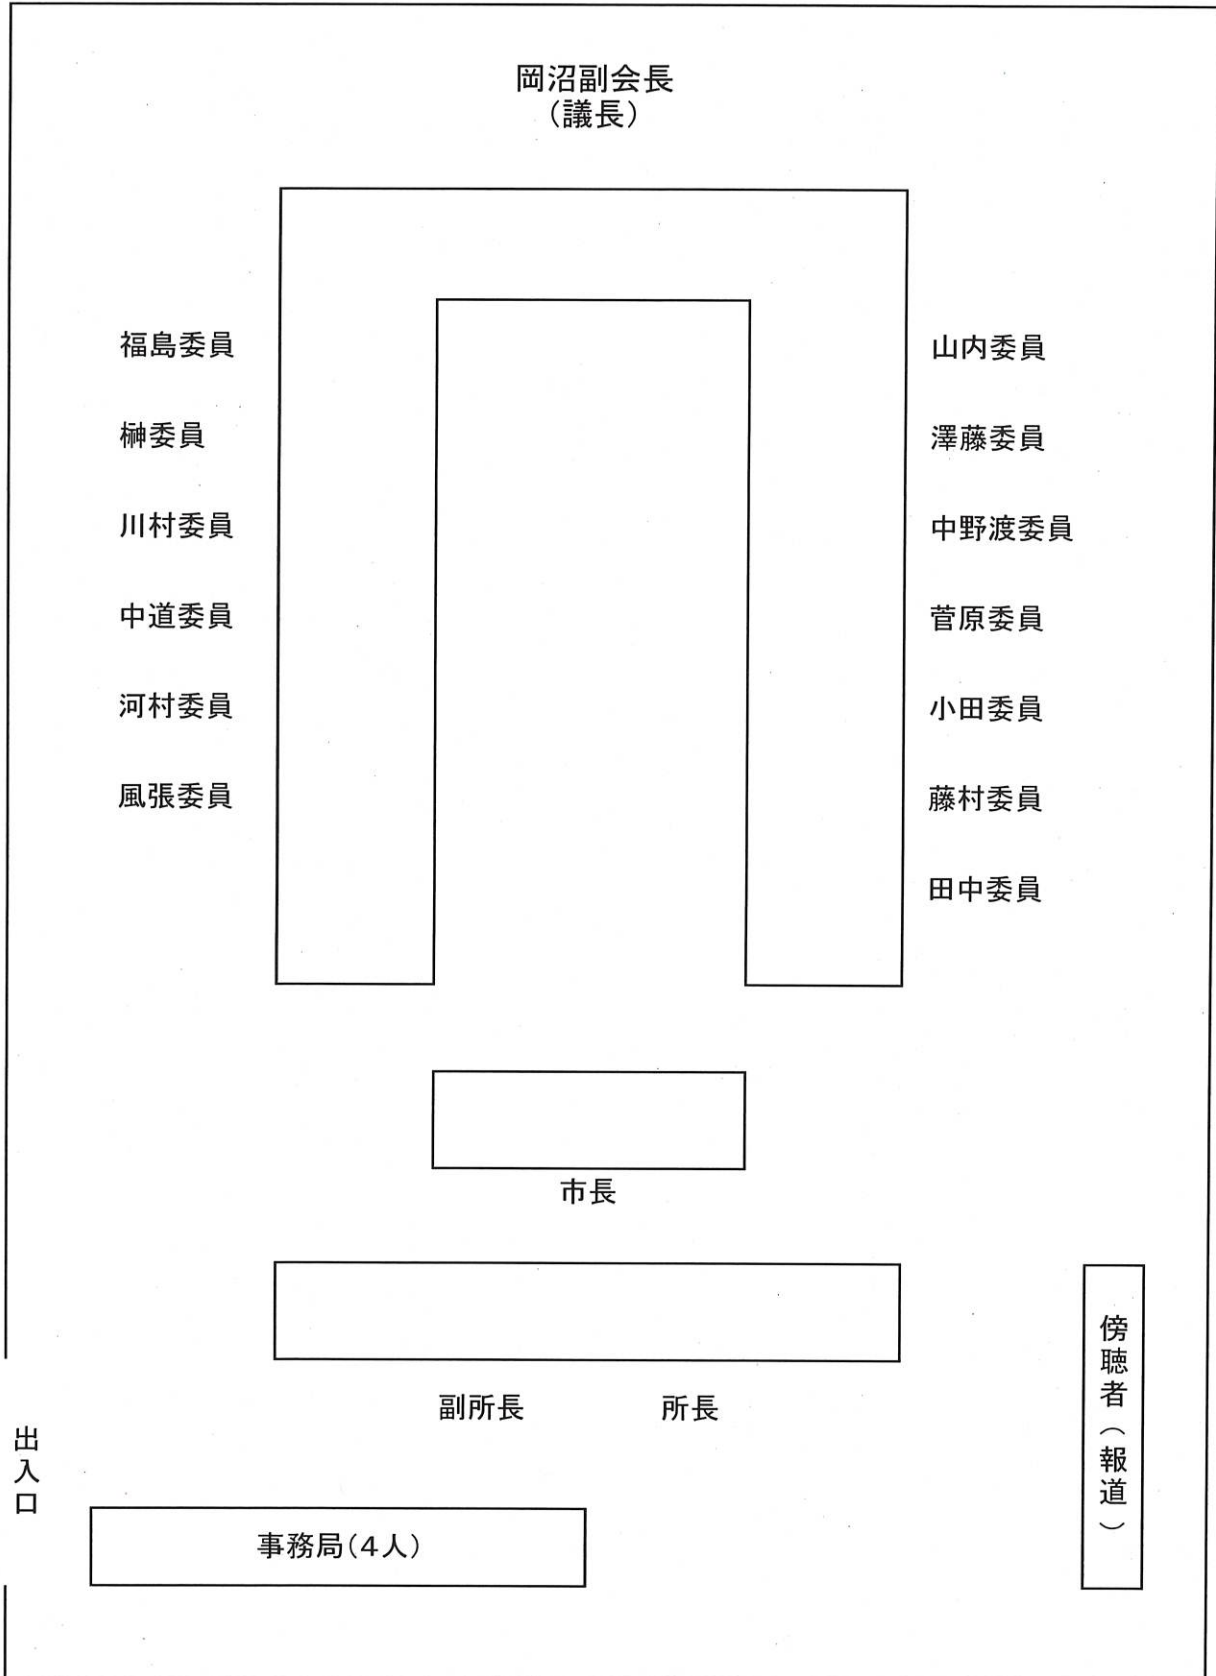 岡沼副会長
（議長）
福島委員
榊委員
川村委員
中道委員
河村委員
風張委員
山内委員
澤藤委員
中野渡委員
菅原委員
小田委員
藤村委員
田中委員
市長
副所長
所長
傍聴者（報道）
出入口
事務局（４人）